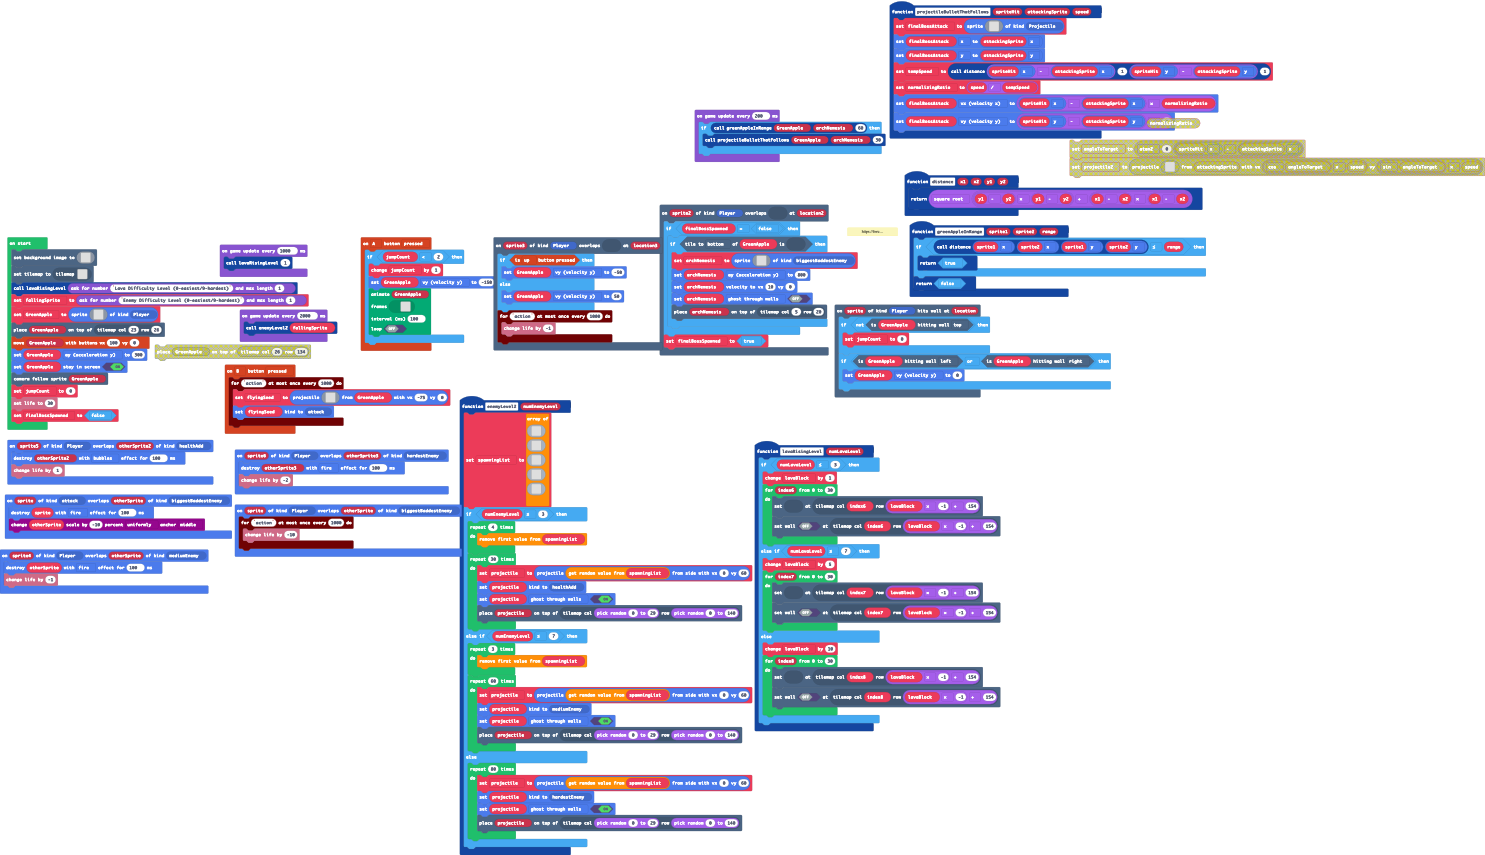 function projectileBulletThatFollows spriteHit attackingSprite speed
set finalBossAttack to sprite of kind Projectile
set finalBossAttack x to attackingSprite x
set finalBossAttack y to attackingSprite y
set tempSpeed to call distance spriteHit x - attackingSprite x 1 spriteHit y - attackingSprite y 1
set normalizingRatio to speed / tempSpeed
set finalBossAttack vx (velocity x) to spriteHit x - attackingSprite x x normalizingRatio
set finalBossAttack vy (velocity y) to spriteHit y - attackingSprite y normalizingRatio
on game update every 200 ms
if call greenAppleInRange GreenApple archNemesis 60 then
call projectileBulletThatFollows GreenApple archNemesis 30
set angleToTarget to atan2 0 spriteHit x - attackingSprite x
set projectile2 to projectile from attackingSprite with vx cos angleToTarget x speed vy sin angleToTarget x speed
function distance x1 x2 y1 y2
return square root y1 - y2 x y1 - y2 + x1 - x2 x x1 - x2
function greenAppleInRange sprite1 sprite2 range
if call distance sprite1 x sprite2 x sprite1 y sprite2 y ≤ range then
return true
return false
on start
set background image to
set tilemap to tilemap
call lavaRisingLevel ask for number Lava Difficulty Level (0-easiest/9-hardest) and max length 1
set fallingSprite to ask for number Enemy Difficulty Level (0-easiest/9-hardest) and max length 1
set GreenApple to sprite of kind Player
place GreenApple on top of tilemap col 23 row 28
move GreenApple with buttons vx 100 vy 0
set GreenApple ay (acceleration y) to 300
set GreenApple stay in screen
camera follow sprite GreenApple
set jumpCount to 0
set life to 30
set finalBossSpawned to false
on game update every 1000 ms
call lavaRisingLevel 1
on game update every 2000 ms
call enemyLevel2 fallingSprite
place GreenApple on top of tilemap col 26 row 134
on A button pressed
if jumpCount < 2 then
change jumpCount by 1
set GreenApple vy (velocity y) to -150
animate GreenApple
frames
interval (ms) 100
loop OFF
on B button pressed
for action at most once every 1000 ms do
set flyingSeed to projectile from GreenApple with vx -75 vy 0
set flyingSeed kind to attack
on sprite3 of kind Player overlaps at location3
if is up button pressed then
set GreenApple vy (velocity y) to -50
else
set GreenApple vy (velocity y) to 50
for action at most once every 1000 ms do
change life by -1
on sprite2 of kind Player overlaps at location2
if finalBossSpawned = false then
if tile to bottom of GreenApple is then
set archNemesis to sprite of kind biggestBaddestEnemy
set archNemesis ay (acceleration y) to 800
set archNemesis velocity to vx 10 vy 0
set archNemesis ghost through walls OFF
place archNemesis on top of tilemap col 5 row 20
set finalBossSpawned to true
https://forc...
on sprite of kind Player hits wall at location
if not is GreenApple hitting wall top then
set jumpCount to 0
if is GreenApple hitting wall left or is GreenApple hitting wall right then
set GreenApple vy (velocity y) to 0
on sprite5 of kind Player overlaps otherSprite2 of kind healthAdd
destroy otherSprite2 with bubbles effect for 100 ms
change life by 1
on sprite of kind attack overlaps otherSprite of kind biggestBaddestEnemy
destroy sprite with fire effect for 100 ms
change otherSprite scale by -10 percent uniformly anchor middle
on sprite4 of kind Player overlaps otherSprite of kind mediumEnemy
destroy otherSprite with fire effect for 100 ms
change life by -1
on sprite6 of kind Player overlaps otherSprite3 of kind hardestEnemy
destroy otherSprite3 with fire effect for 100 ms
change life by -2
on sprite of kind Player overlaps otherSprite of kind biggestBaddestEnemy
for action at most once every 1000 ms do
change life by -10
function enemyLevel2 numEnemyLevel
set spawningList to array of
if numEnemyLevel ≤ 3 then
repeat 4 times
do remove first value from spawningList
repeat 30 times
do set projectile to projectile get random value from spawningList from side with vx 0 vy 60
set projectile kind to healthAdd
set projectile ghost through walls
place projectile on top of tilemap col pick random 0 to 29 row pick random 0 to 140
else if numEnemyLevel ≤ 7 then
repeat 3 times
do remove first value from spawningList
repeat 60 times
do set projectile to projectile get random value from spawningList from side with vx 0 vy 60
set projectile kind to mediumEnemy
set projectile ghost through walls
place projectile on top of tilemap col pick random 0 to 29 row pick random 0 to 140
else
repeat 80 times
do set projectile to projectile get random value from spawningList from side with vx 0 vy 60
set projectile kind to hardestEnemy
set projectile ghost through walls
place projectile on top of tilemap col pick random 0 to 29 row pick random 0 to 140
function lavaRisingLevel numLavaLevel
if numLavaLevel ≤ 3 then
change lavaBlock by 1
for index6 from 0 to 30
do set at tilemap col index6 row lavaBlock x -1 + 154
set wall OFF at tilemap col index6 row lavaBlock x -1 + 154
else if numLavaLevel ≤ 7 then
change lavaBlock by 5
for index7 from 0 to 30
do set at tilemap col index7 row lavaBlock x -1 + 154
set wall OFF at tilemap col index7 row lavaBlock x -1 + 154
else
change lavaBlock by 10
for index8 from 0 to 30
do set at tilemap col index8 row lavaBlock x -1 + 154
set wall OFF at tilemap col index8 row lavaBlock x -1 + 154